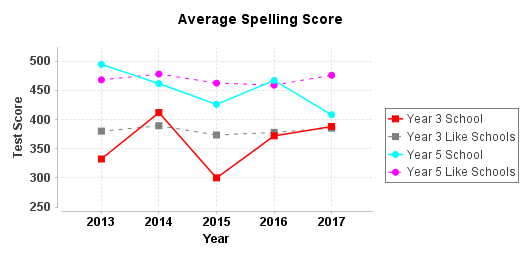 Average Spelling Score
500
450
400
350
300
250
Test Score
2013 2014 2015 2016 2017
Year
Year 3 School
Year 3 Like Schools
Year 5 School
Year 5 Like Schools